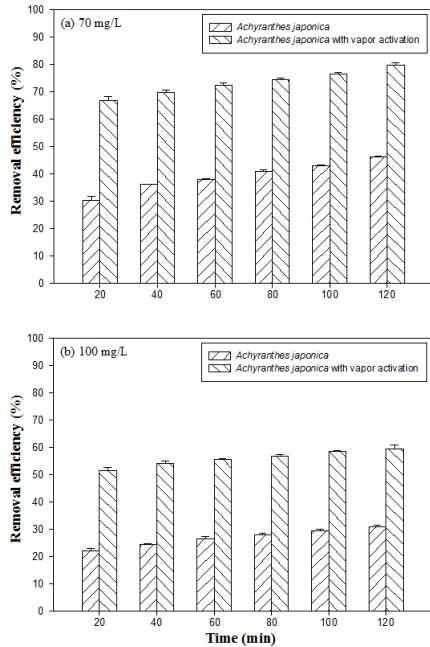 (a) 70 mg/L
Achyranthes japonica
Achyranthes japonica with vapor activation
Removal efficiency (%)
100
90
80
70
60
50
40
30
20
10
0
20 40 60 80 100 120
(b) 100 mg/L
Achyranthes japonica
Achyranthes japonica with vapor activation
Removal efficiency (%)
100
90
80
70
60
50
40
30
20
10
0
20 40 60 80 100 120
Time (min)